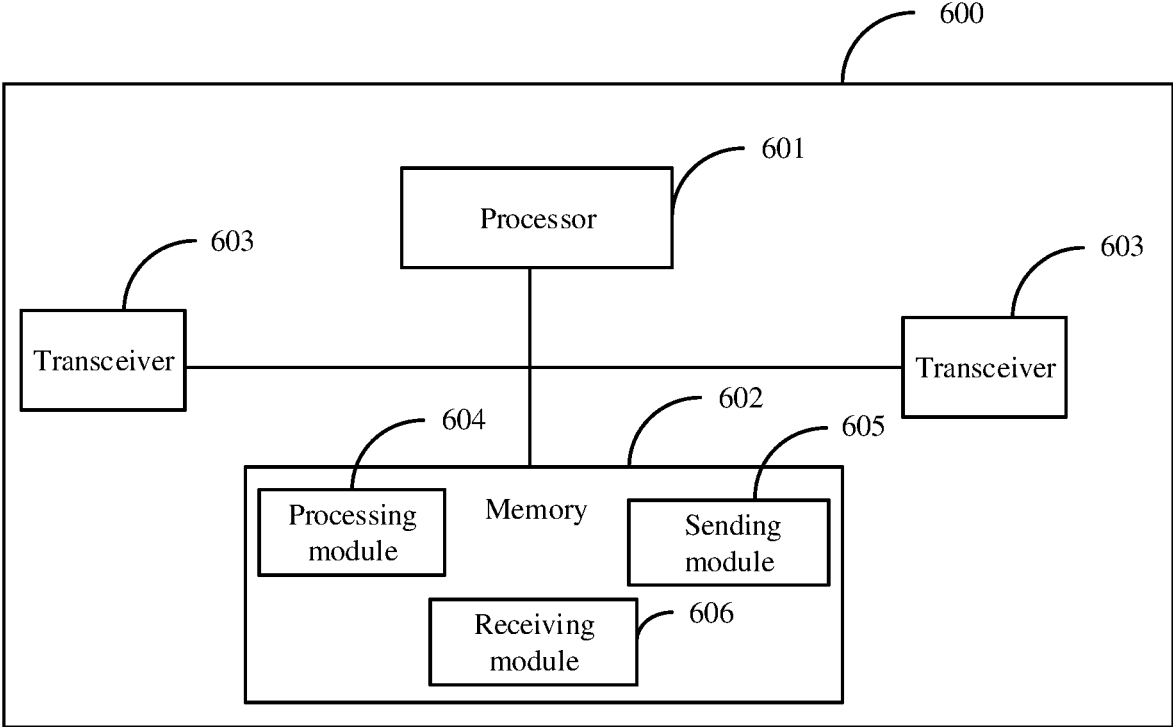 600
601
Processor
603
603
Transceiver
Transceiver
602
604
605
Processing
module
Memory
Sending
module
Receiving
module
606